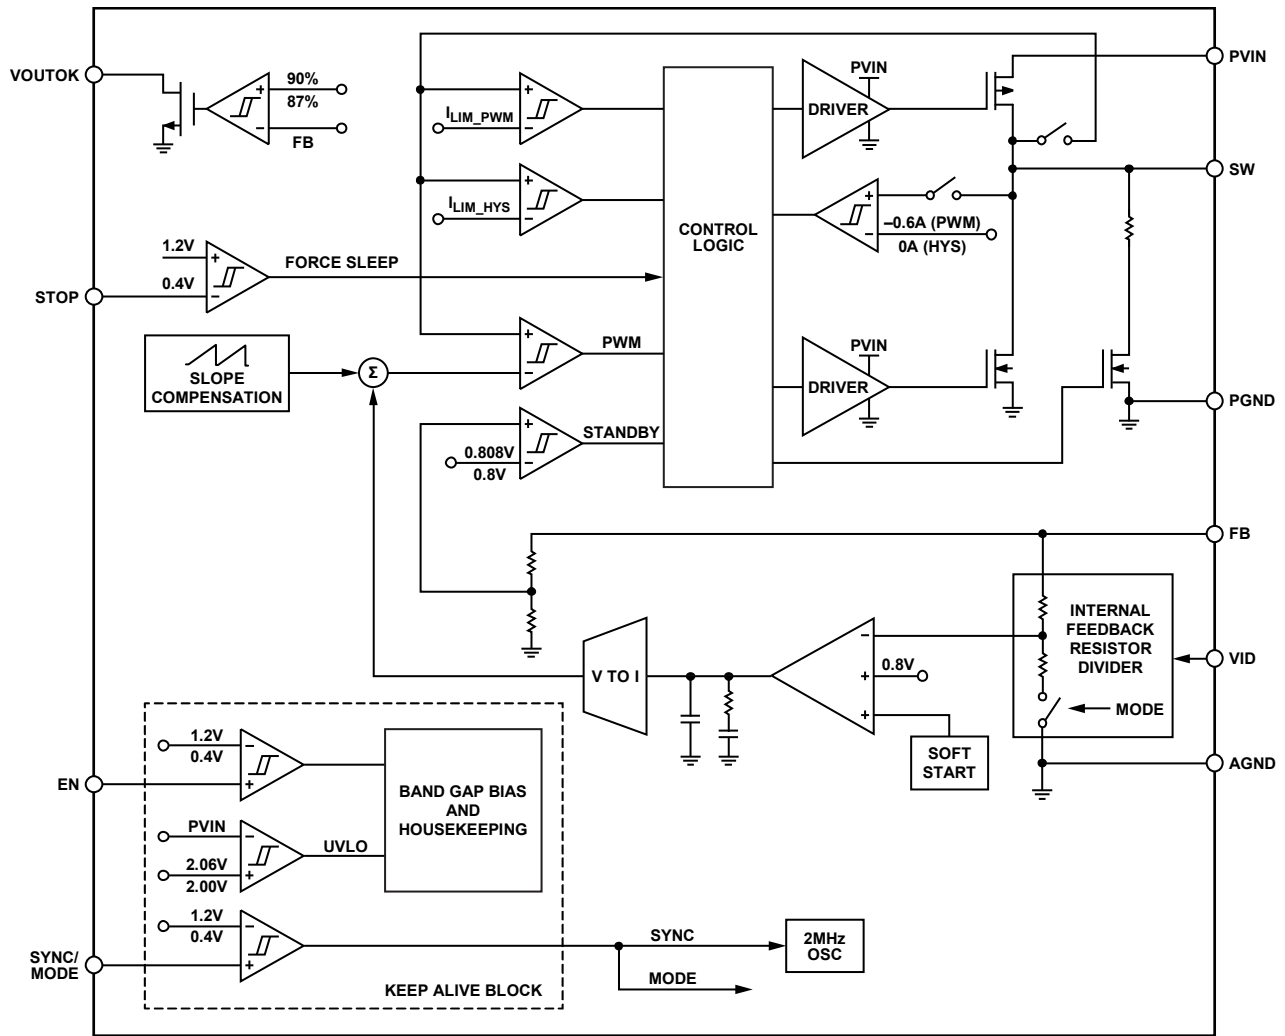 VOUTOK
90%
87%
FB
ILIM_PWM
ILIM_HYS
PVIN
DRIVER
PVIN
SW
CONTROL
LOGIC
–0.6A (PWM)
0A (HYS)
1.2V
0.4V
STOP
FORCE SLEEP
SLOPE
COMPENSATION
Σ
PWM
0.808V
0.8V
STANDBY
PVIN
DRIVER
PGND
FB
INTERNAL
FEEDBACK
RESISTOR
DIVIDER
MODE
VID
V TO I
0.8V
SOFT
START
AGND
1.2V
0.4V
EN
PVIN
2.06V
2.00V
UVLO
BAND GAP BIAS
AND
HOUSEKEEPING
1.2V
0.4V
SYNC/
MODE
KEEP ALIVE BLOCK
SYNC
MODE
2MHz
OSC